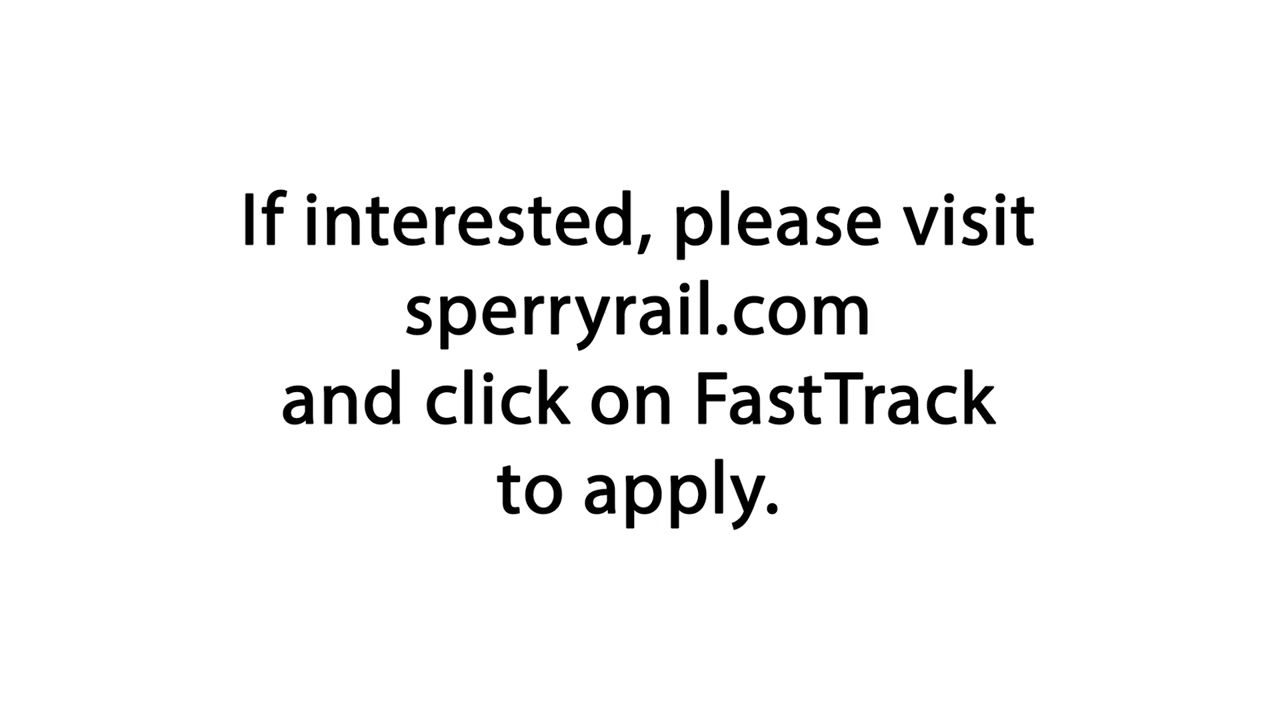 If interested, please visit
sperryrail.com
and click on FastTrack
to apply.